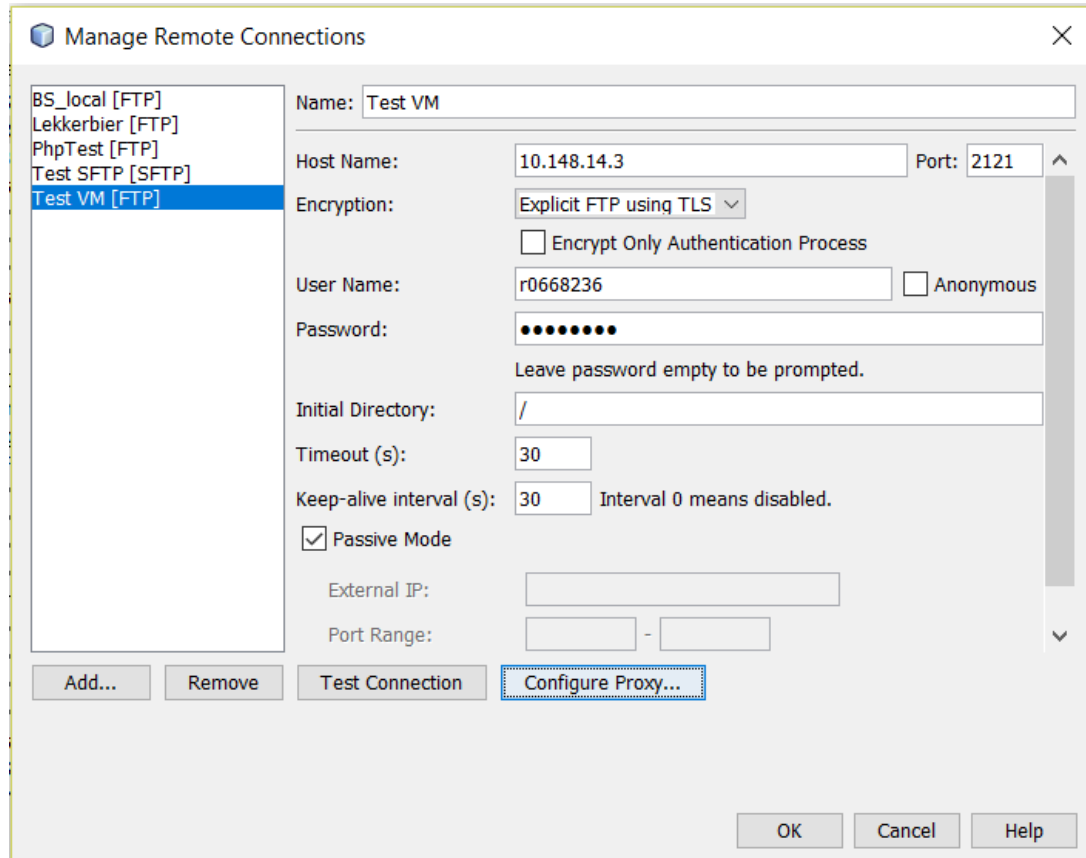 Manage Remote Connections
BS_local [FTP]
Lekkerbier [FTP]
PhpTest [FTP]
Test SFTP [SFTP]
Test VM [FTP]
Name: Test VM
Host Name: 10.148.14.3 Port: 2121
Encryption: Explicit FTP using TLS
Encrypt Only Authentication Process
User Name: r0668236 Anonymous
Password: ●●●●●●●●
Leave password empty to be prompted.
Initial Directory: /
Timeout (s): 30
Keep-alive interval (s): 30 Interval 0 means disabled.
Passive Mode
External IP:
Port Range: -
Add... Remove Test Connection Configure Proxy...
OK Cancel Help